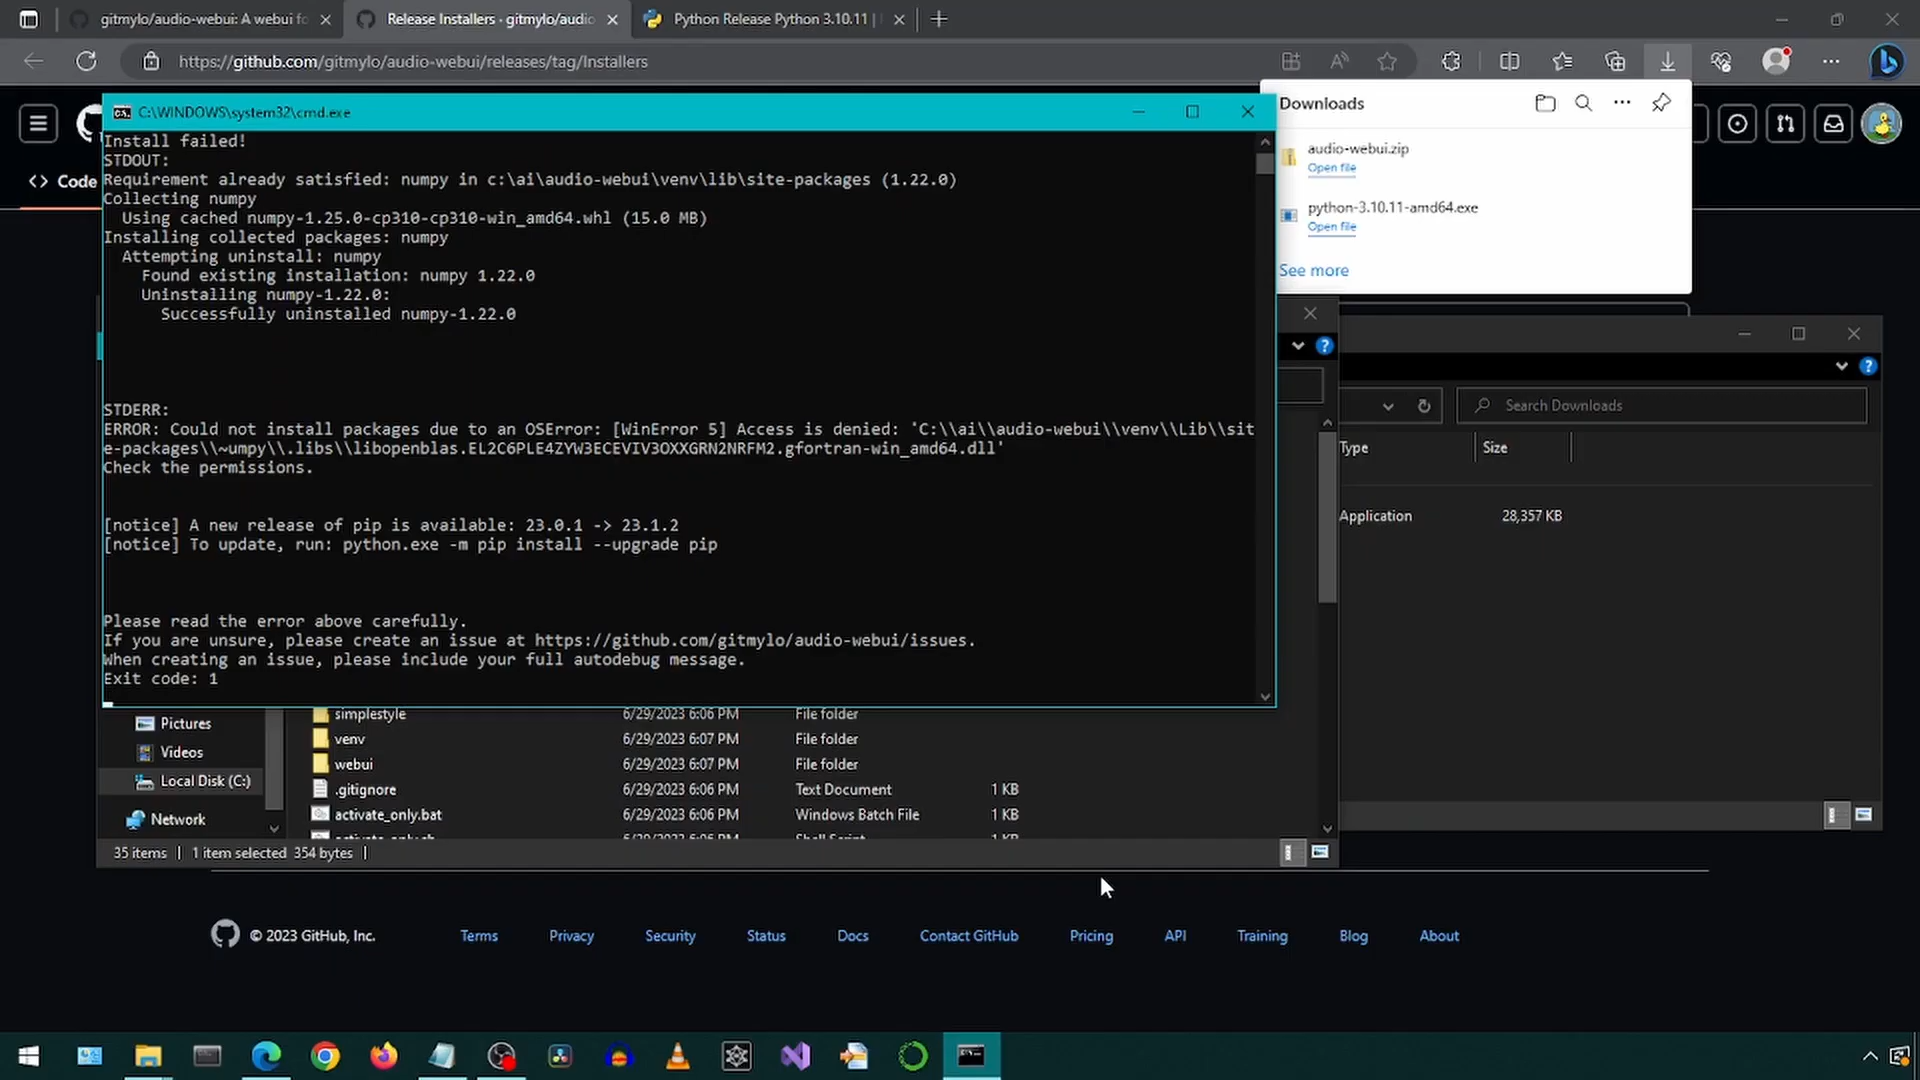 gitmylo/audio-webui: A webui fo
Release Installers · gitmylo/audio
Python Release Python 3.10.11 |
https://github.com/gitmylo/audio-webui/releases/tag/Installers
Code
C:\WINDOWS\system32\cmd.exe
Install failed!
STDOUT:
Requirement already satisfied: numpy in c:\ai\audio-webui\venv\lib\site-packages (1.22.0)
Collecting numpy
Using cached numpy-1.25.0-cp310-cp310-win_amd64.whl (15.0 MB)
Installing collected packages: numpy
Attempting uninstall: numpy
Found existing installation: numpy 1.22.0
Uninstalling numpy-1.22.0:
Successfully uninstalled numpy-1.22.0
STDERR:
ERROR: Could not install packages due to an OSError: [WinError 5] Access is denied: 'C:\\ai\\audio-webui\\venv\\Lib\\sit
e-packages\\~umpy\\.libs\\libopenblas.EL2C6PLE4ZYW3ECEVIV3OXXGRN2NRFM2.gfortran-win_amd64.dll'
Check the permissions.
[notice] A new release of pip is available: 23.0.1 -> 23.1.2
[notice] To update, run: python.exe -m pip install --upgrade pip
Please read the error above carefully.
If you are unsure, please create an issue at https://github.com/gitmylo/audio-webui/issues.
When creating an issue, please include your full autodebug message.
Exit code: 1
Downloads
audio-webui.zip
Open file
python-3.10.11-amd64.exe
Open file
See more
Search Downloads
Type Size
Application 28,357 KB
Pictures
Videos
Local Disk (C:)
Network
simplestyle 6/29/2023 6:06 PM File folder
venv 6/29/2023 6:07 PM File folder
webui 6/29/2023 6:07 PM File folder
.gitignore 6/29/2023 6:06 PM Text Document 1 KB
activate_only.bat 6/29/2023 6:06 PM Windows Batch File 1 KB
activate_only.sh 6/29/2023 6:06 PM Shell Script 1 KB
35 items | 1 item selected 354 bytes |
© 2023 GitHub, Inc. Terms Privacy Security Status Docs Contact GitHub Pricing API Training Blog About